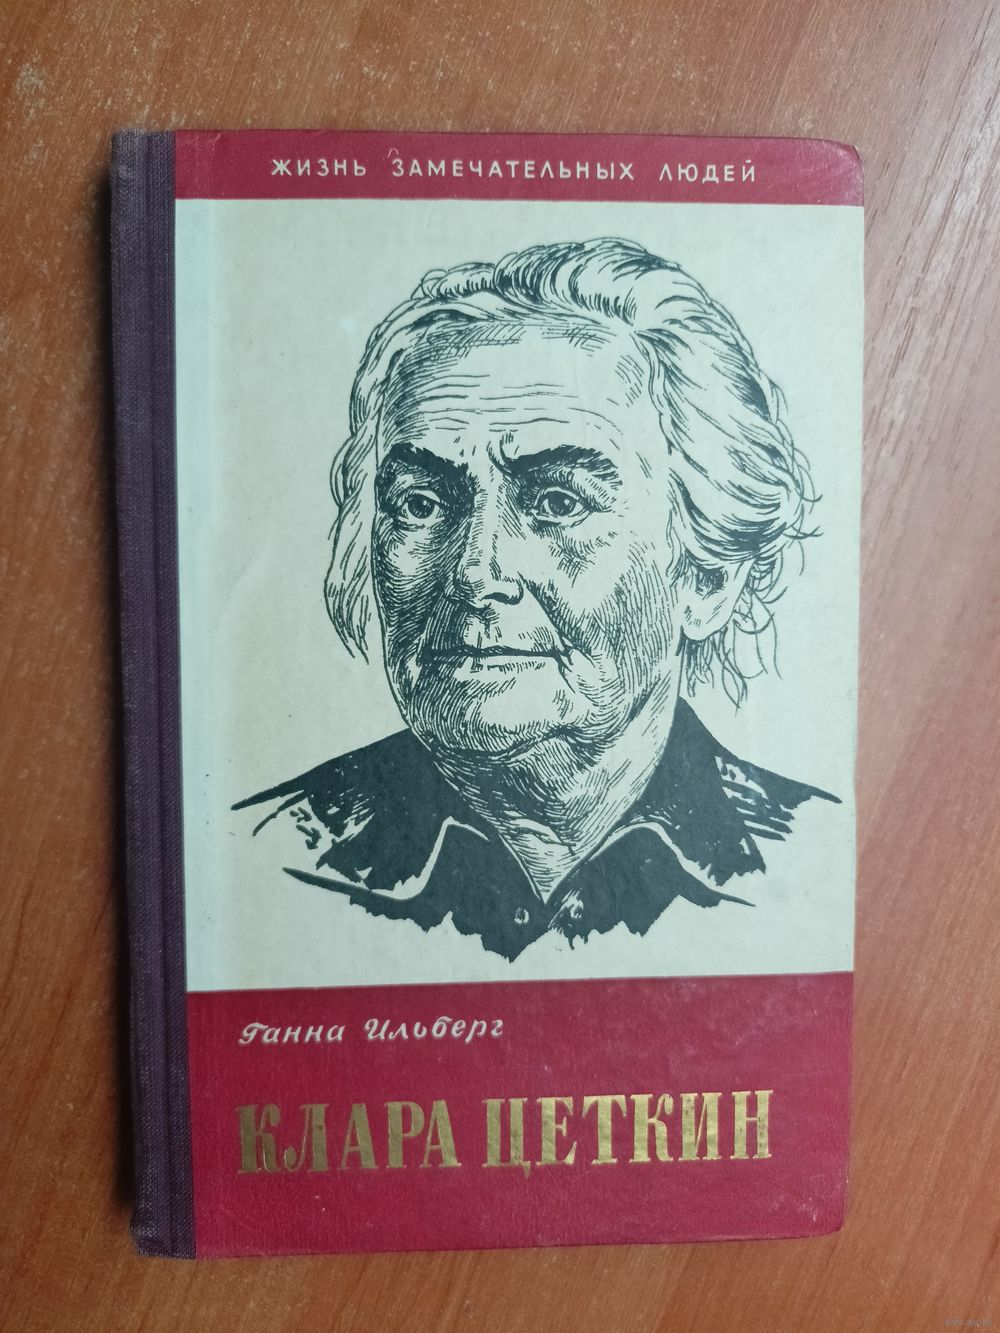 ЖИЗНЬ ЗАМЕЧАТЕЛЬНЫХ ЛЮДЕЙ
Ганна Ильберг
КЛАРА ЦЕТКИН